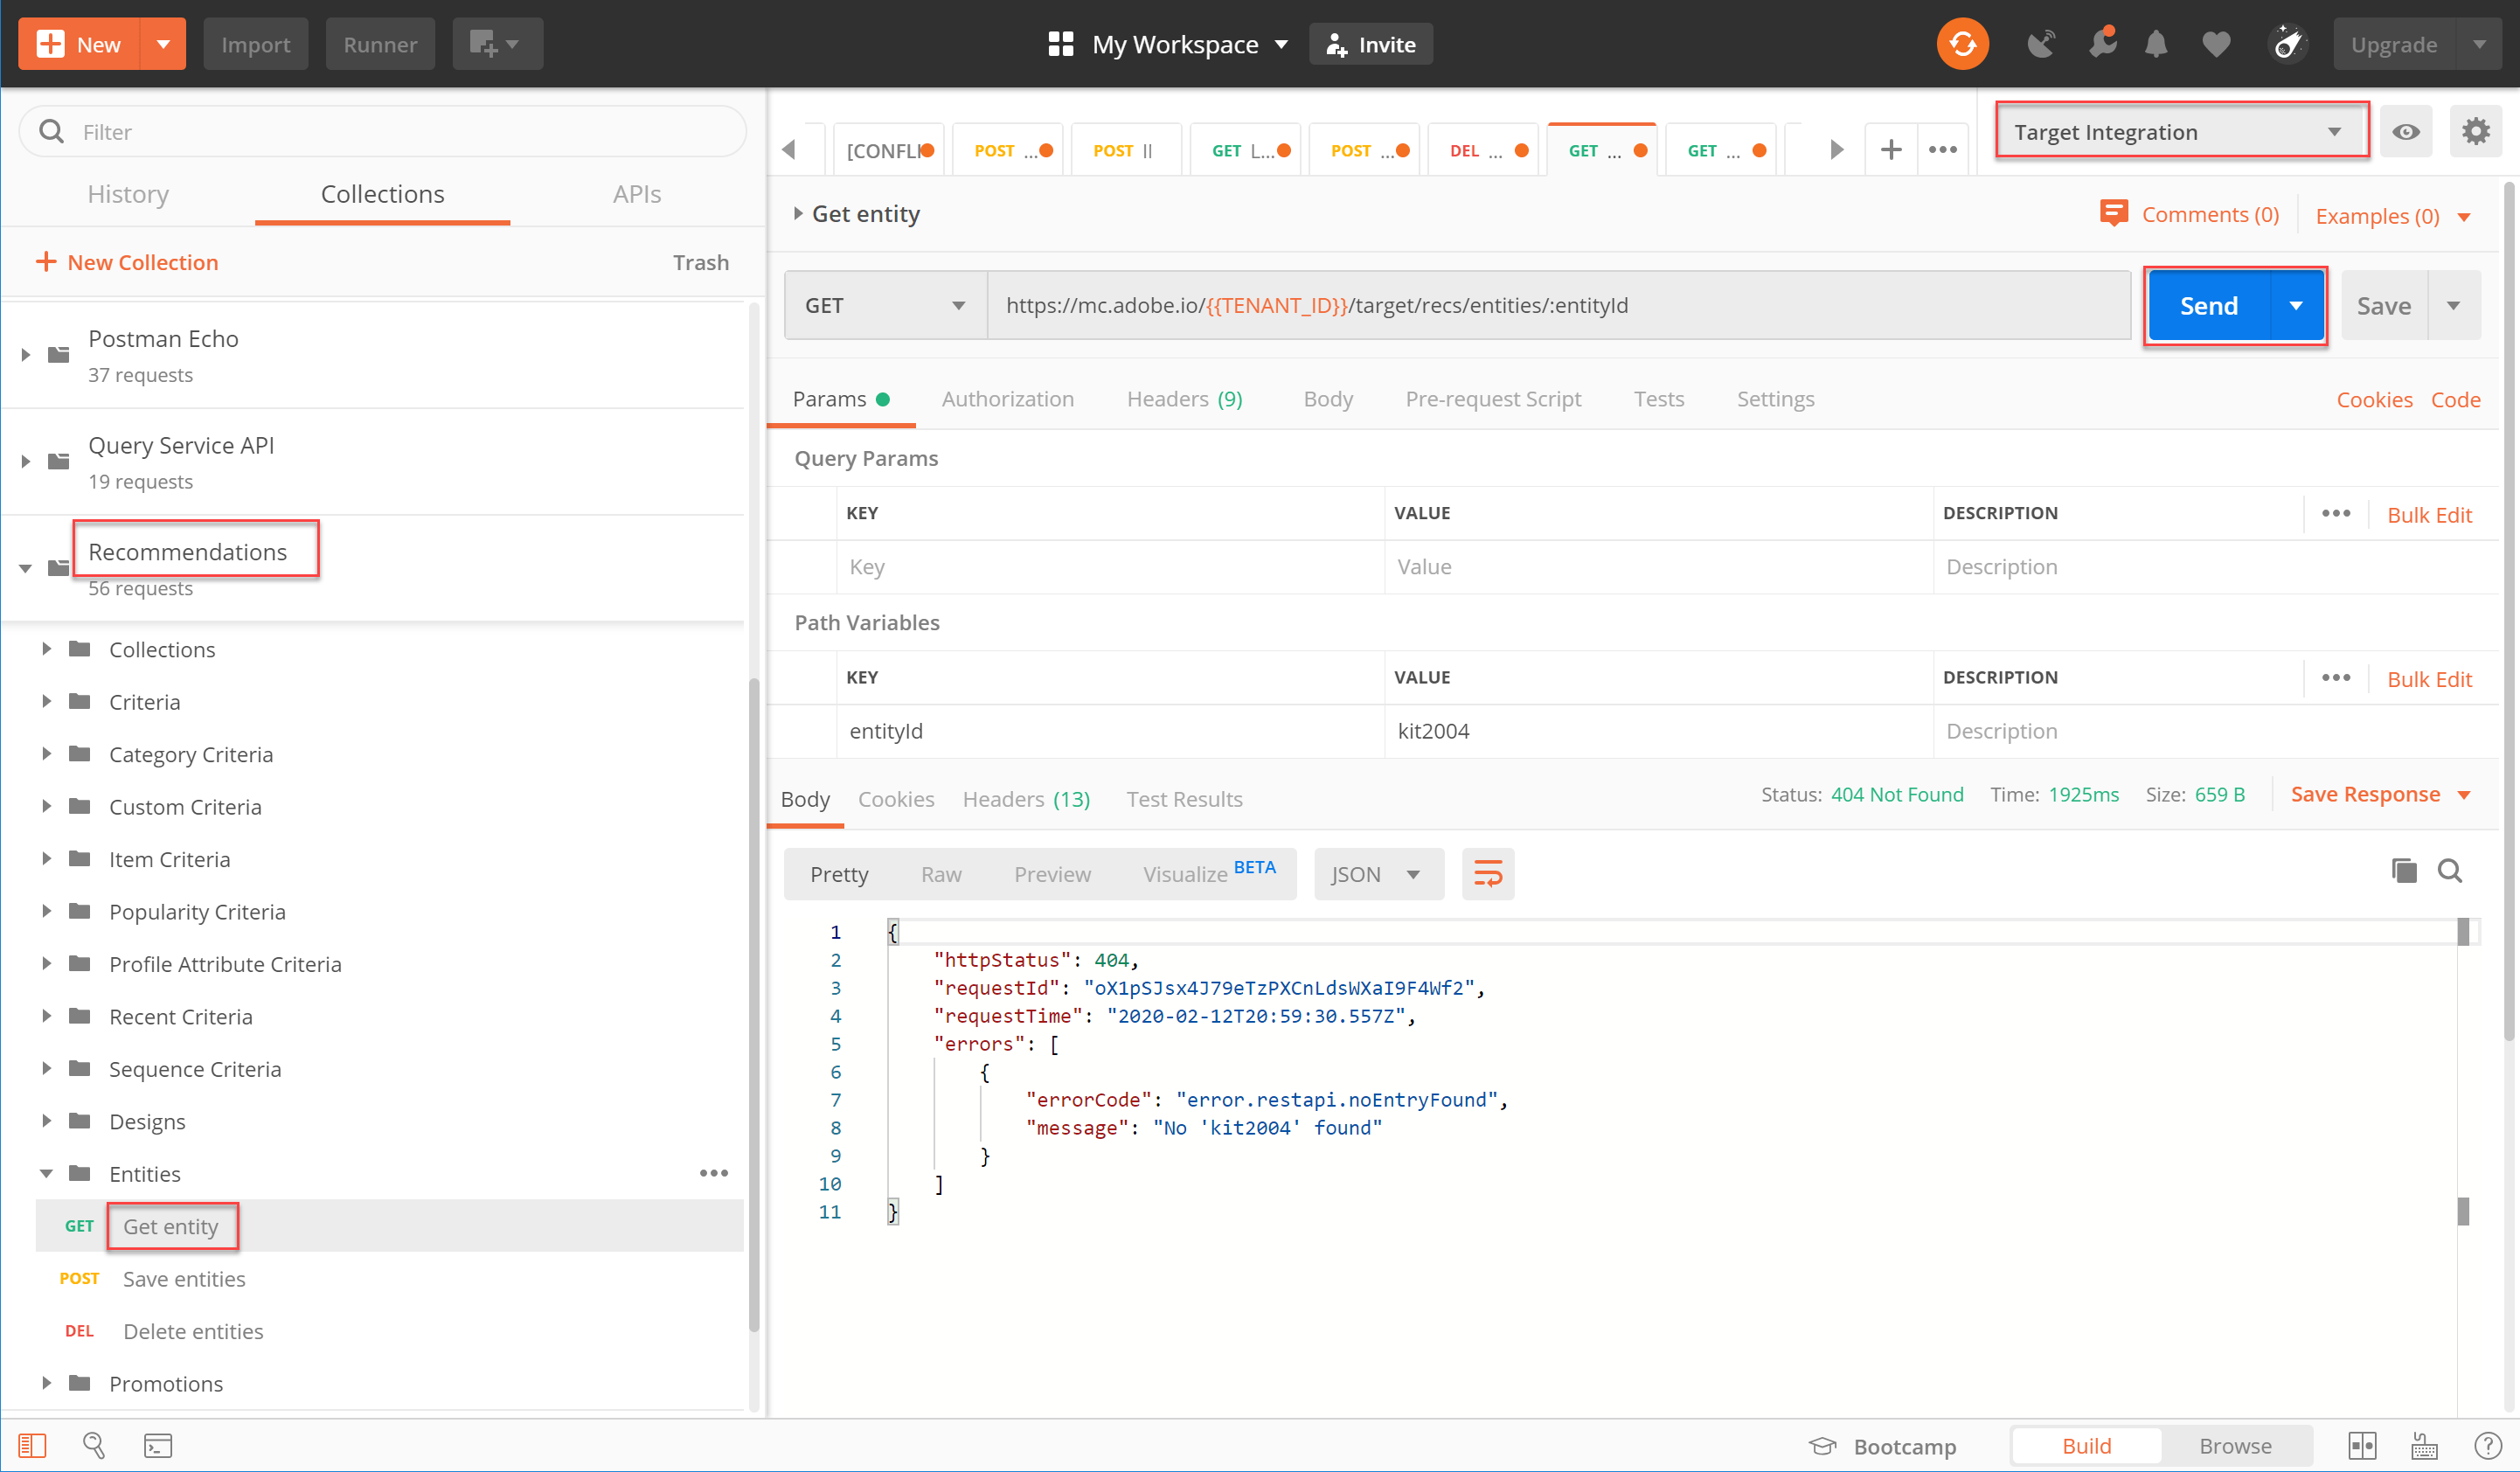 New
Import
Runner
My Workspace
Invite
Upgrade
Filter
History
Collections
APIs
New Collection
Trash
Postman Echo
37 requests
Query Service API
19 requests
Recommendations
56 requests
Collections
Criteria
Category Criteria
Custom Criteria
Item Criteria
Popularity Criteria
Profile Attribute Criteria
Recent Criteria
Sequence Criteria
Designs
Entities
GET Get entity
POST Save entities
DEL Delete entities
Promotions
[CONFLI
POST ...
POST ||
GET L...
POST ...
DEL ...
GET ...
GET ...
Target Integration
Get entity
Comments (0)
Examples (0)
GET
https://mc.adobe.io/{{TENANT_ID}}/target/recs/entities/:entityId
Send
Save
Params
Authorization
Headers (9)
Body
Pre-request Script
Tests
Settings
Cookies
Code
Query Params
KEY VALUE DESCRIPTION Bulk Edit
Key Value Description
Path Variables
KEY VALUE DESCRIPTION Bulk Edit
entityId kit2004 Description
Body
Cookies
Headers (13)
Test Results
Status: 404 Not Found
Time: 1925ms
Size: 659 B
Save Response
Pretty
Raw
Preview
Visualize BETA
JSON
1 {
2 "httpStatus": 404,
3 "requestId": "oX1pSJsx4J79eTzPXCnLdsWXaI9F4Wf2",
4 "requestTime": "2020-02-12T20:59:30.557Z",
5 "errors": [
6 {
7 "errorCode": "error.restapi.noEntryFound",
8 "message": "No 'kit2004' found"
9 }
10 ]
11 }
Bootcamp
Build
Browse